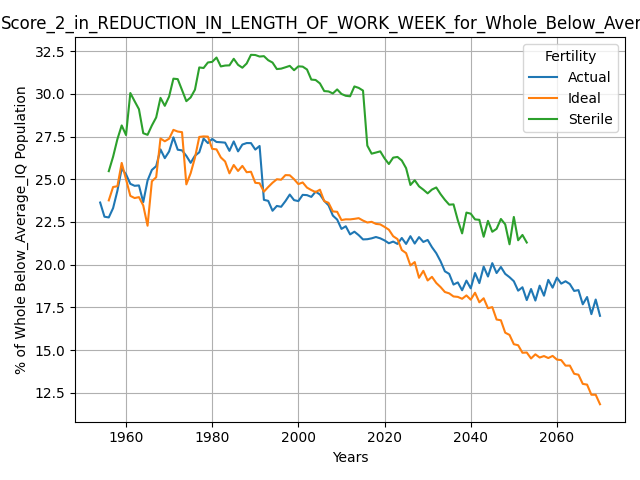 Score_2_in_REDUCTION_IN_LENGTH_OF_WORK_WEEK_for_Whole_Below_Aver
% of Whole Below_Average_IQ Population
32.5
30.0
27.5
25.0
22.5
20.0
17.5
15.0
12.5
Fertility
Actual
Ideal
Sterile
1960
1980
2000
2020
2040
2060
Years